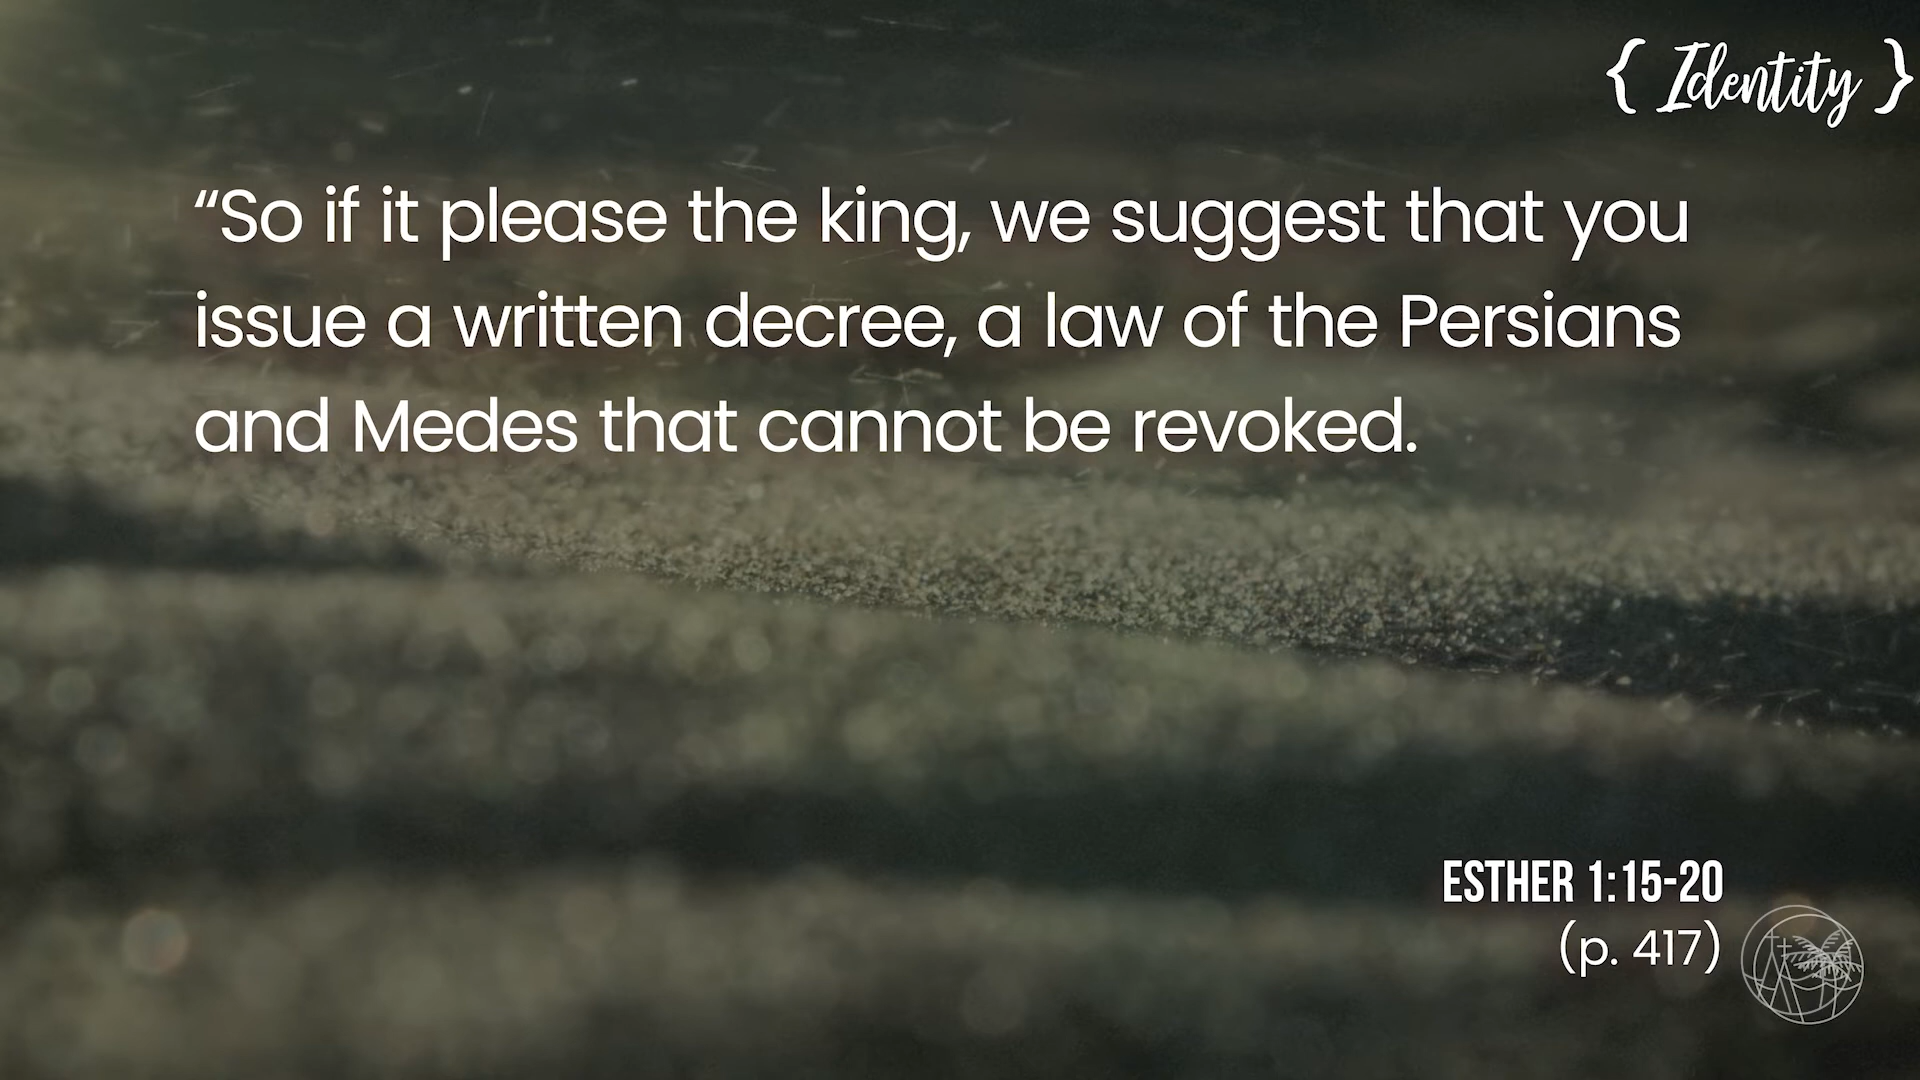 { Identity }
“So if it please the king, we suggest that you
issue a written decree, a law of the Persians
and Medes that cannot be revoked.
ESTHER 1:15-20
(p. 417)